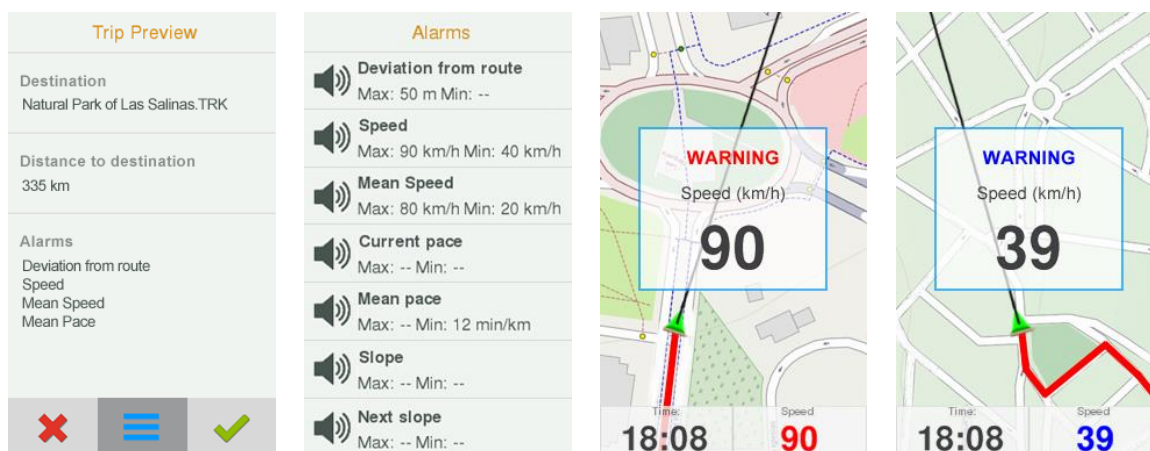 Trip Preview
Destination
Natural Park of Las Salinas.TRK
Distance to destination
335 km
Alarms
Deviation from route
Speed
Mean Speed
Mean Pace
Alarms
Deviation from route
Max: 50 m Min: --
Speed
Max: 90 km/h Min: 40 km/h
Mean Speed
Max: 80 km/h Min: 20 km/h
Current pace
Max: -- Min: --
Mean pace
Max: -- Min: 12 min/km
Slope
Max: -- Min: --
Next slope
Max: -- Min: --
WARNING
Speed (km/h)
90
Time:
18:08
Speed
90
WARNING
Speed (km/h)
39
Time:
18:08
Speed
39